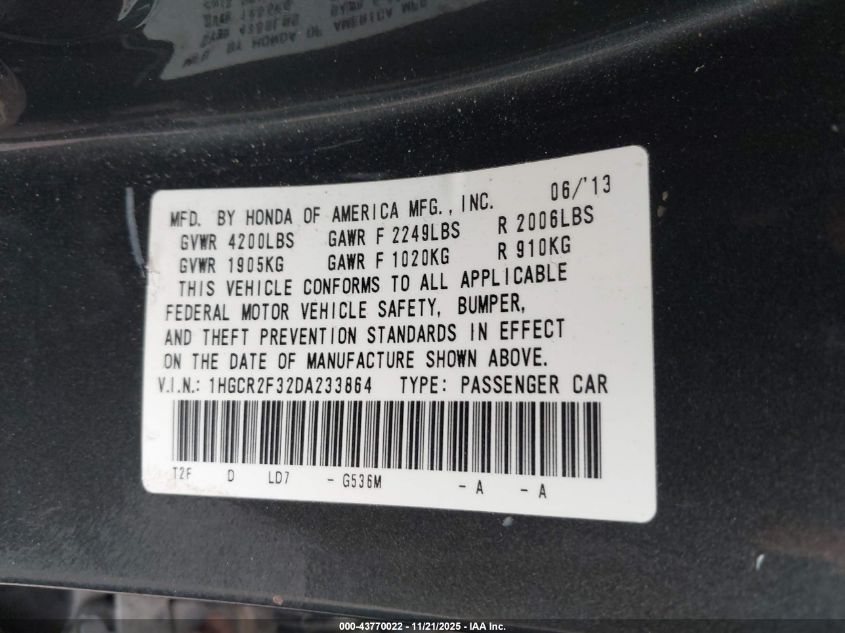 MFD. BY HONDA OF AMERICA MFG., INC. 06/'13
GVWR 4200LBS GAWR F 2249LBS R 2006LBS
GVWR 1905KG GAWR F 1020KG R 910KG
THIS VEHICLE CONFORMS TO ALL APPLICABLE
FEDERAL MOTOR VEHICLE SAFETY, BUMPER,
AND THEFT PREVENTION STANDARDS IN EFFECT
ON THE DATE OF MANUFACTURE SHOWN ABOVE.
V.I.N.: 1HGCR2F32DA233864 TYPE: PASSENGER CAR
T2F D LD7 - G536M - A - A
000-43770022 - 11/21/2025 - IAA Inc.